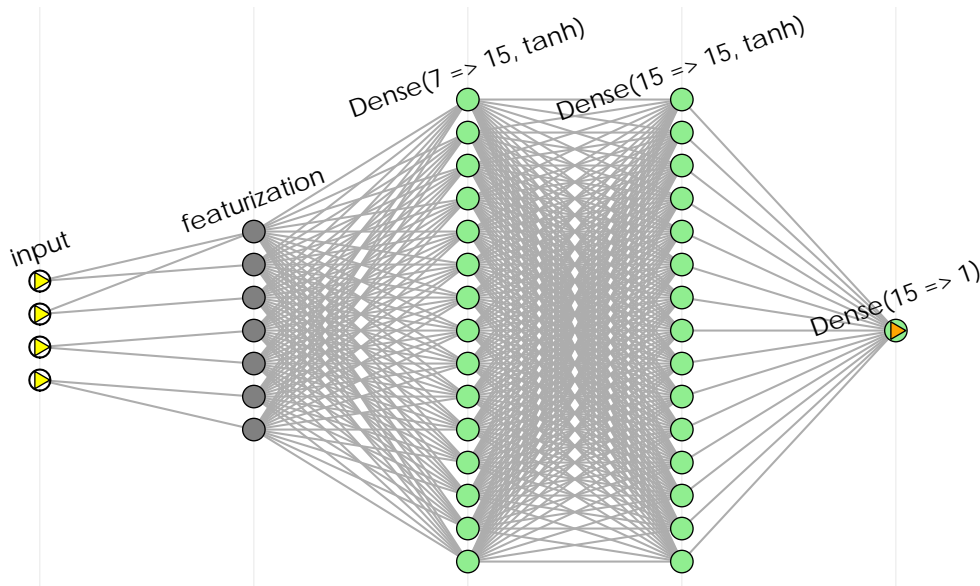 input
featurization
Dense(7 => 15, tanh)
Dense(15 => 15, tanh)
Dense(15 => 1)